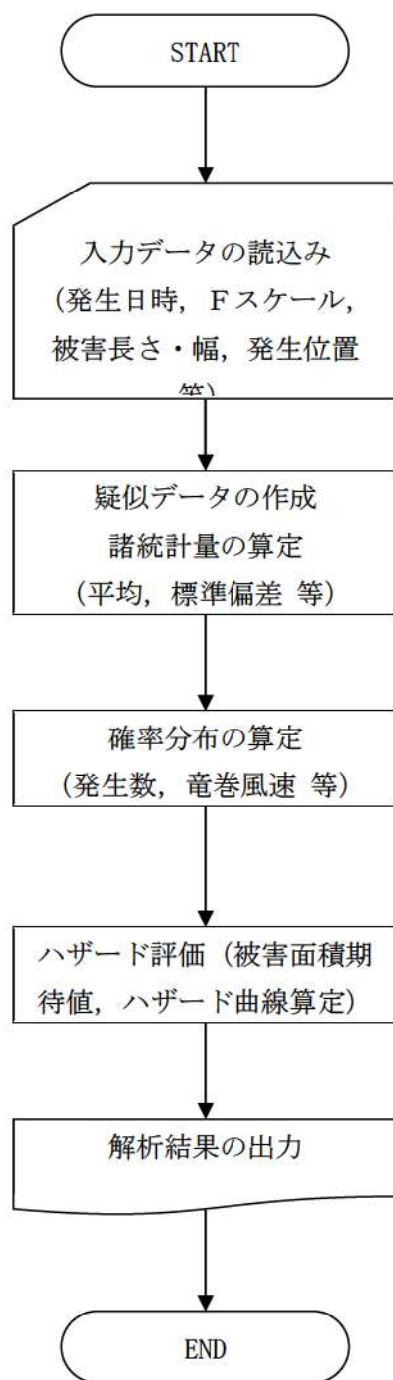 START
入力データの読込み
(発生日時, Fスケール,
被害長さ・幅, 発生位置
等)
疑似データの作成
諸統計量の算定
(平均, 標準偏差 等)
確率分布の算定
(発生数, 竜巻風速 等)
ハザード評価 (被害面積期
待値, ハザード曲線算定)
解析結果の出力
END